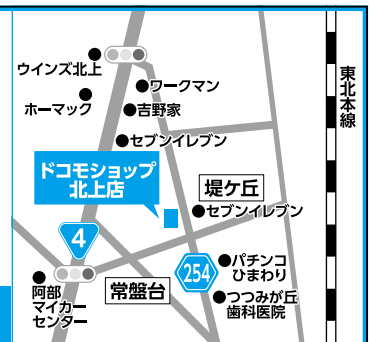 ウインズ北上
ワークマン
ホーマック
吉野家
東北本線
セブンイレブン
ドコモショップ
北上店
堤ケ丘
セブンイレブン
4
254
パチンコ
ひまわり
阿部
マイカー
センター
常盤台
つつみが丘
歯科医院